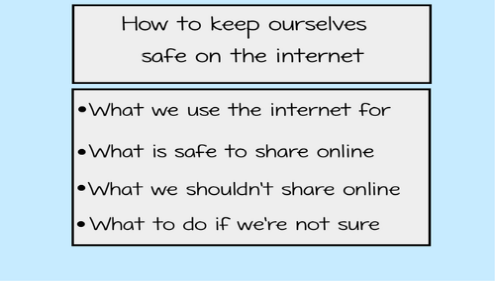 How to keep ourselves
safe on the internet
•What we use the internet for
•What is safe to share online
•What we shouldn't share online
•What to do if we're not sure